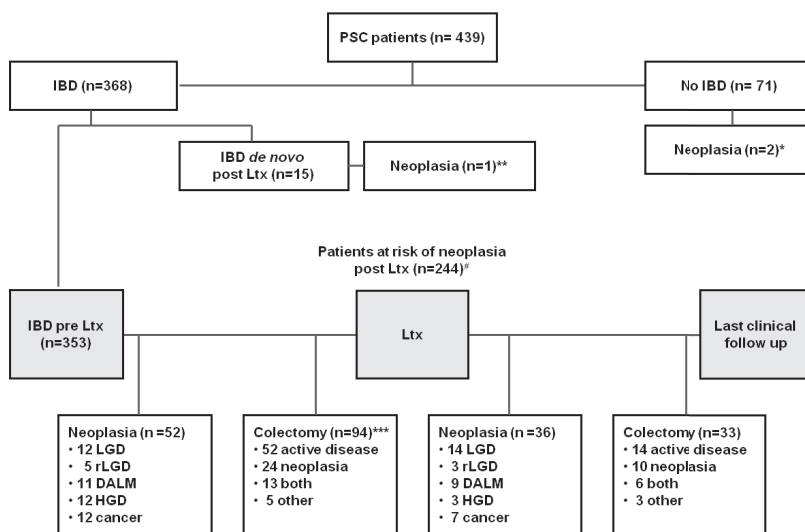 PSC patients (n= 439)
IBD (n=368)
No IBD (n= 71)
IBD de novo
post Ltx (n=15)
Neoplasia (n=1)**
Neoplasia (n=2)*
Patients at risk of neoplasia
post Ltx (n=244)#
IBD pre Ltx
(n=353)
Ltx
Last clinical
follow up
Neoplasia (n =52)
• 12 LGD
• 5 rLGD
• 11 DALM
• 12 HGD
• 12 cancer
Colectomy (n=94)***
• 52 active disease
• 24 neoplasia
• 13 both
• 5 other
Neoplasia (n=36)
• 14 LGD
• 3 rLGD
• 9 DALM
• 3 HGD
• 7 cancer
Colectomy (n=33)
• 14 active disease
• 10 neoplasia
• 6 both
• 3 other